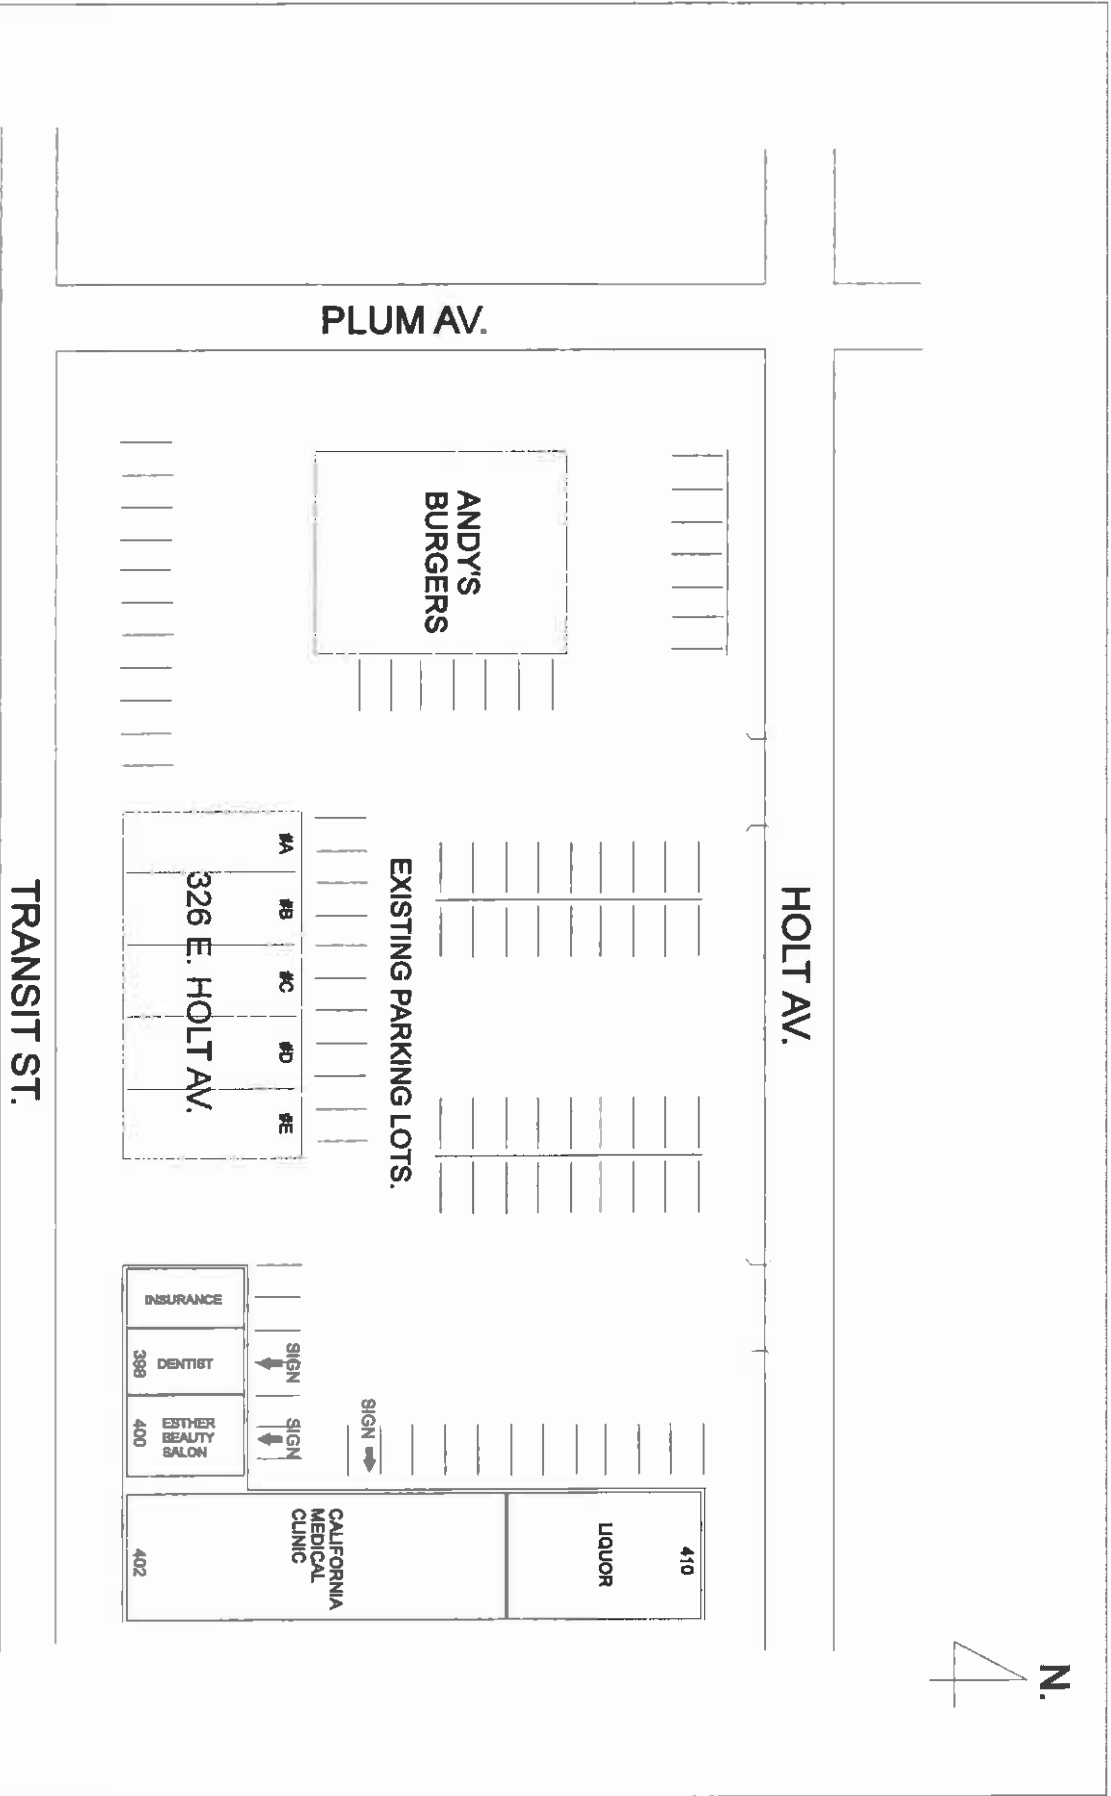 N.
HOLT AV.
PLUM AV.
ANDY'S
BURGERS
EXISTING PARKING LOTS.
#A
#B
#C
#D
#E
326 E. HOLT AV.
410
LIQUOR
CALIFORNIA
MEDICAL
CLINIC
402
SIGN
SIGN
SIGN
INSURANCE
DENTIST
398
ESTHER
BEAUTY
SALON
400
TRANSIT ST.